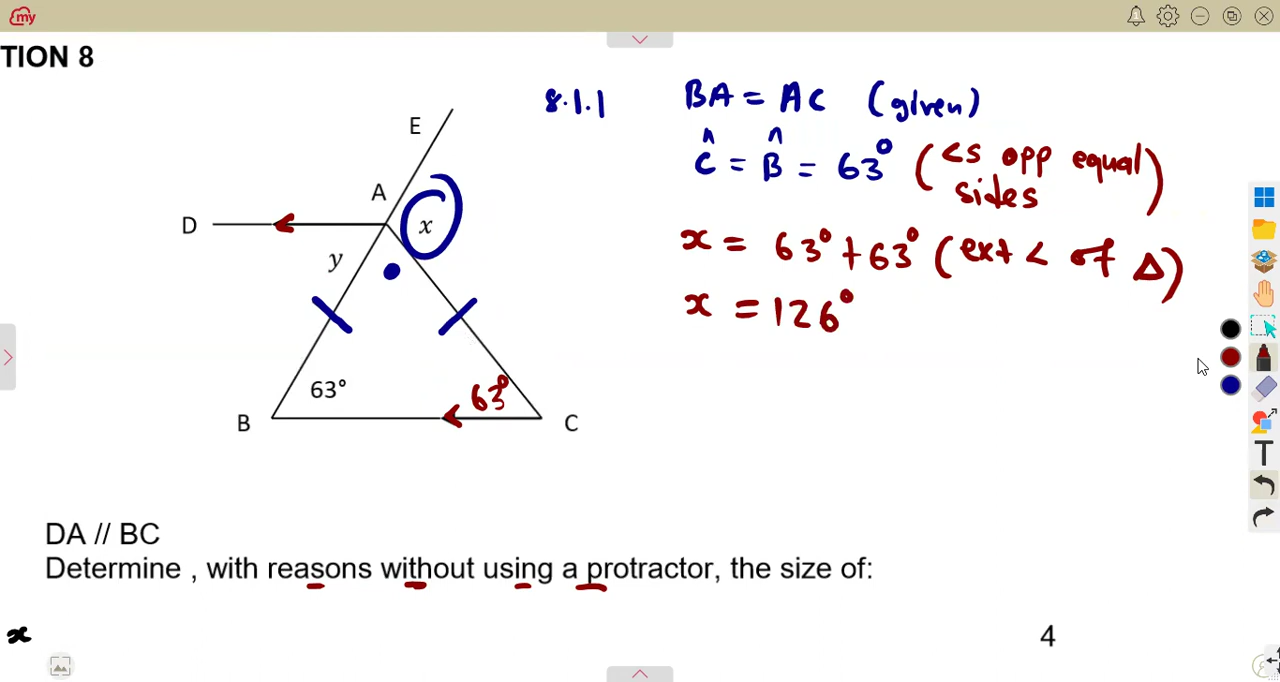 my
TION 8
8.1.1
BA = AC (given)
Ĉ = B̂ = 63° (<s opp equal sides)
x = 63° + 63° (ext < of Δ)
x = 126°
E
A
D
x
y
63°
63°
B
C
DA // BC
Determine , with reasons without using a protractor, the size of:
x
4
T